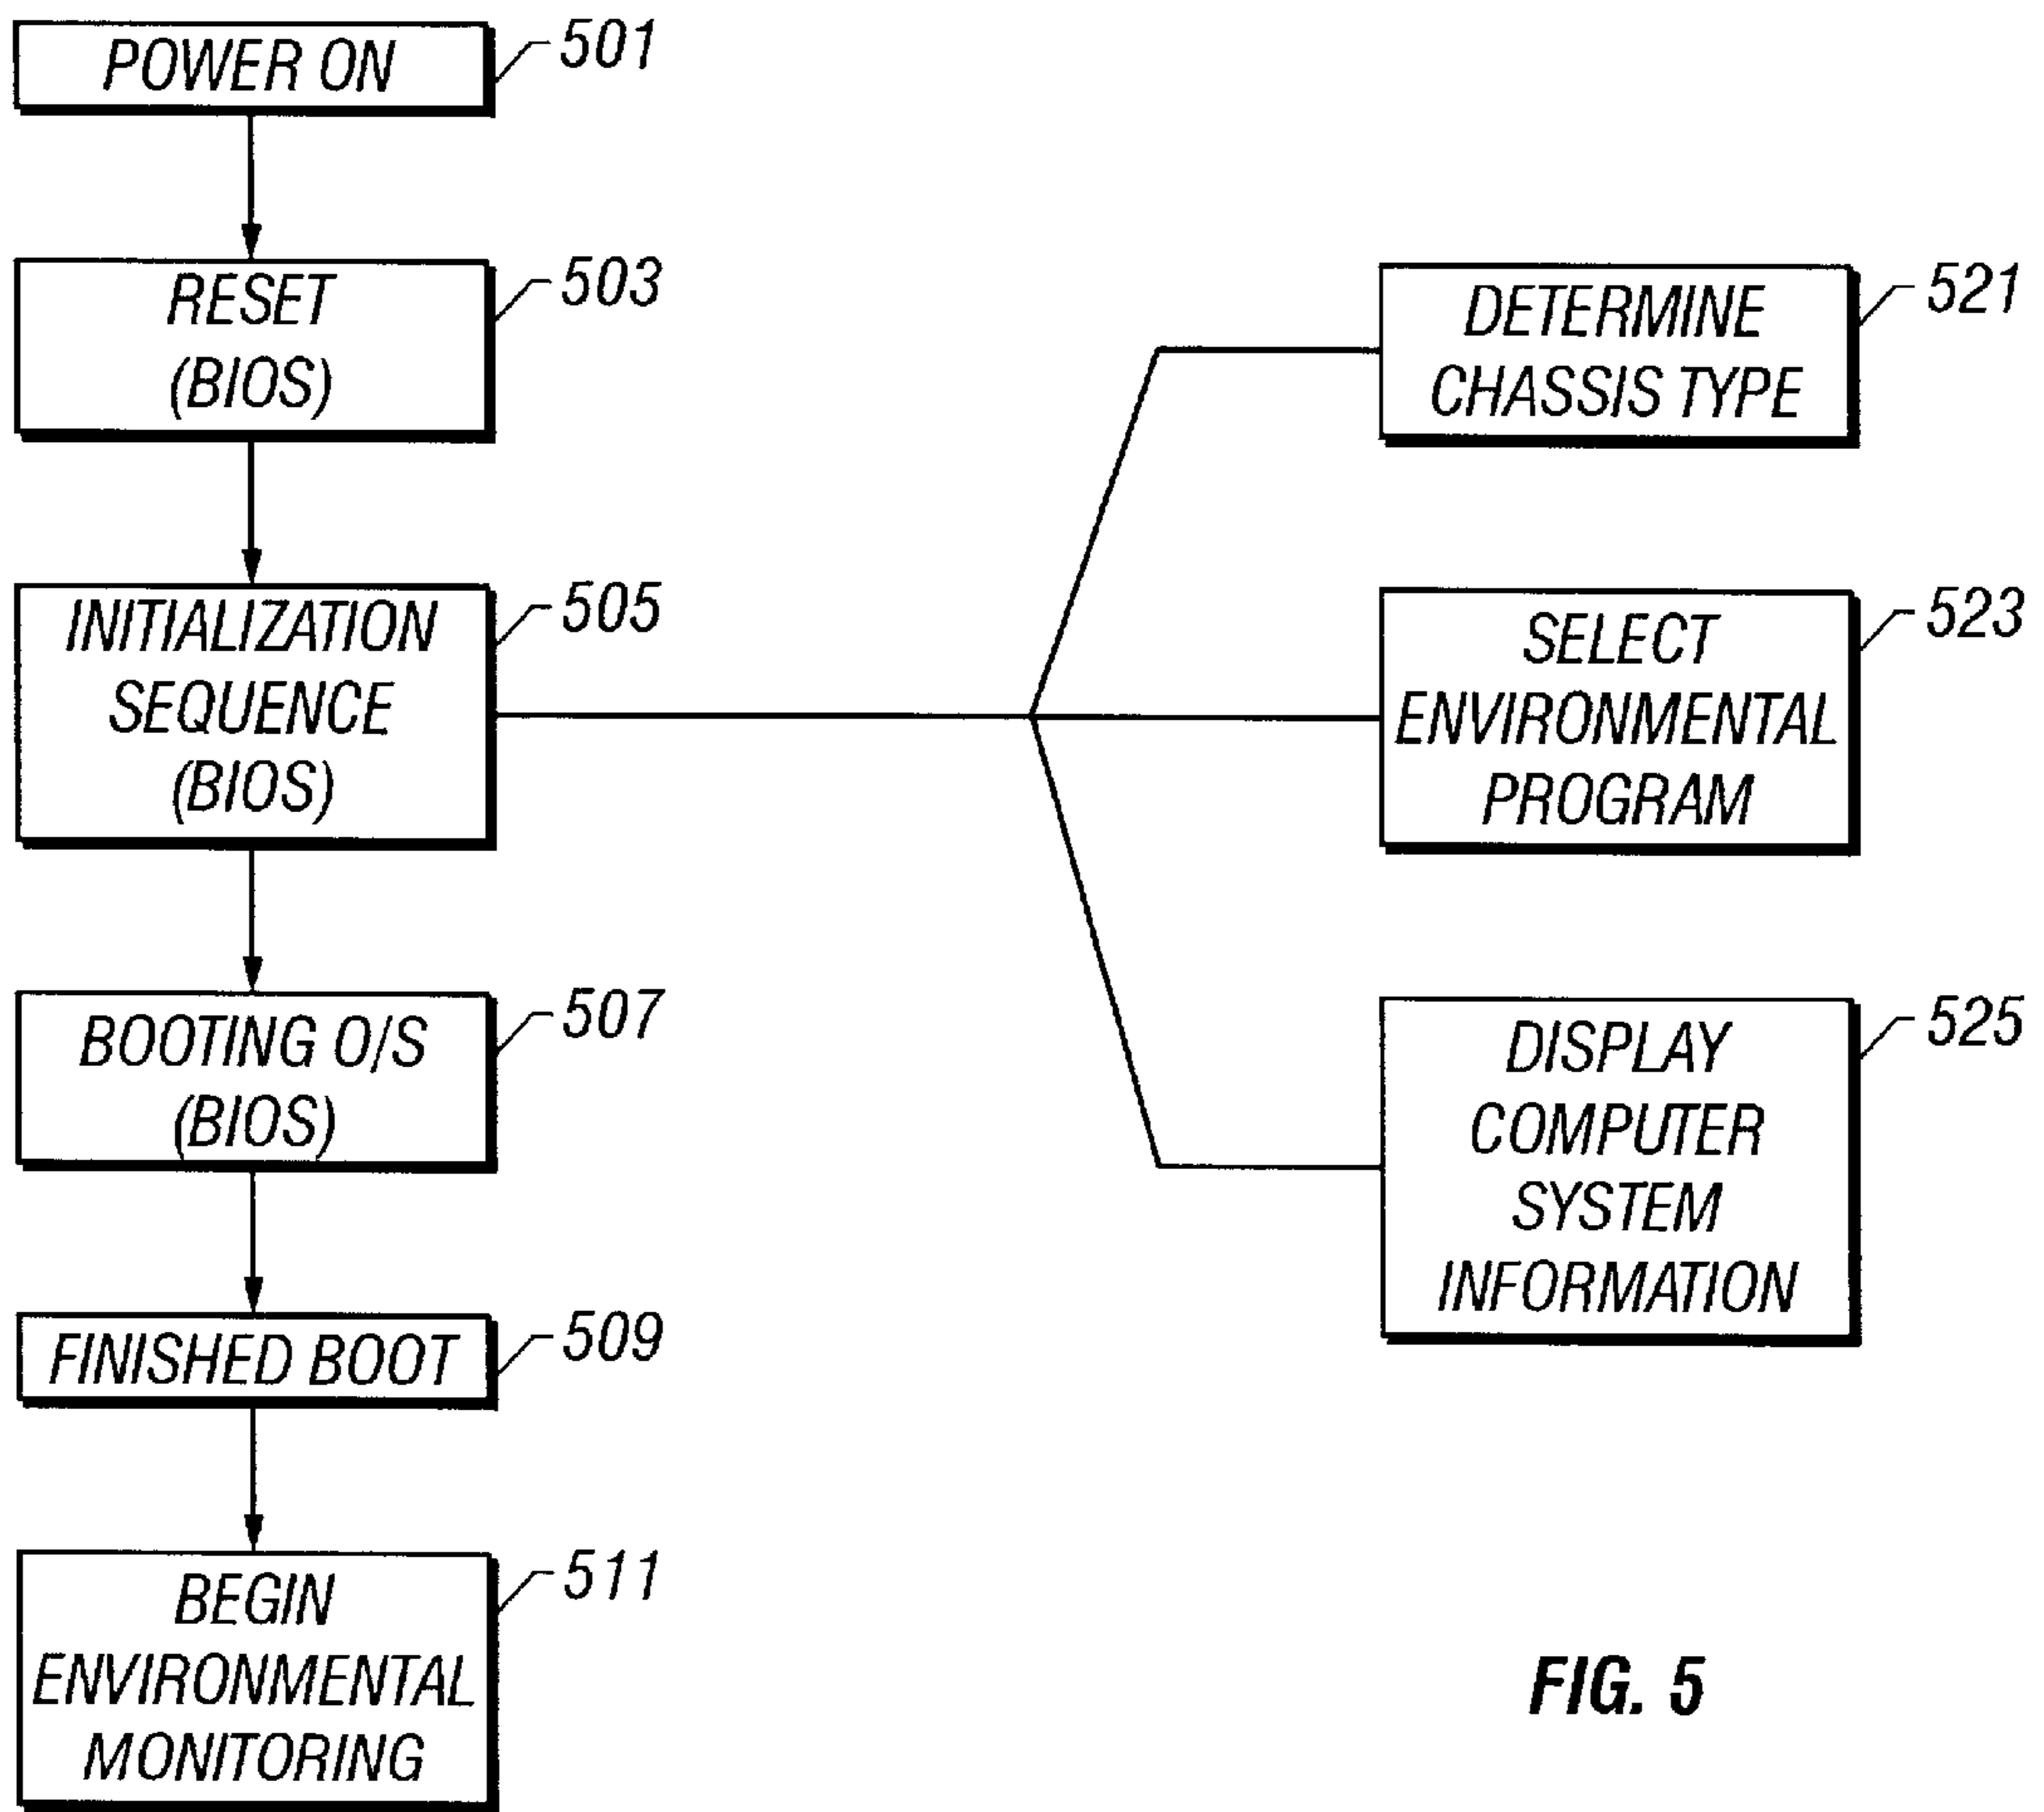 POWER ON
501
RESET
(BIOS)
503
INITIALIZATION
SEQUENCE
(BIOS)
505
BOOTING O/S
(BIOS)
507
FINISHED BOOT
509
BEGIN
ENVIRONMENTAL
MONITORING
511
DETERMINE
CHASSIS TYPE
521
SELECT
ENVIRONMENTAL
PROGRAM
523
DISPLAY
COMPUTER
SYSTEM
INFORMATION
525
FIG. 5